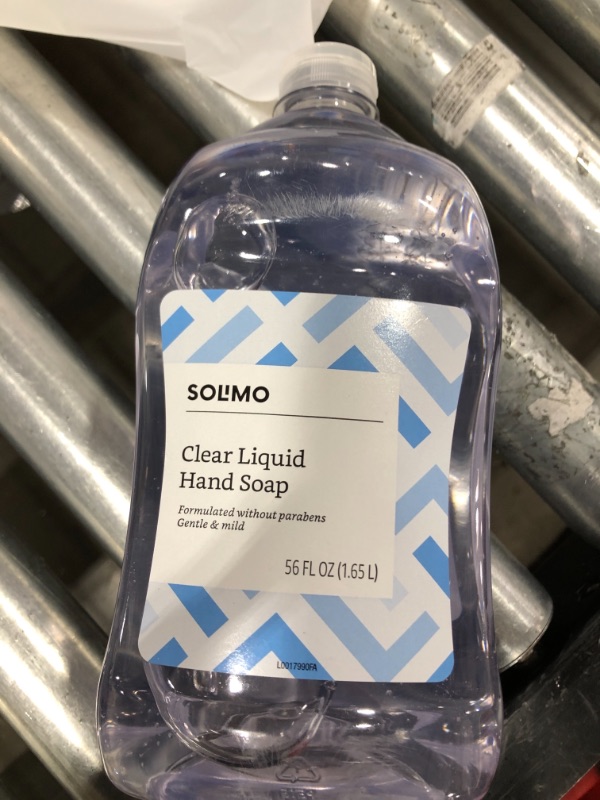 SOLIMO
Clear Liquid
Hand Soap
Formulated without parabens
Gentle & mild
56 FL OZ (1.65 L)
L0017990FA